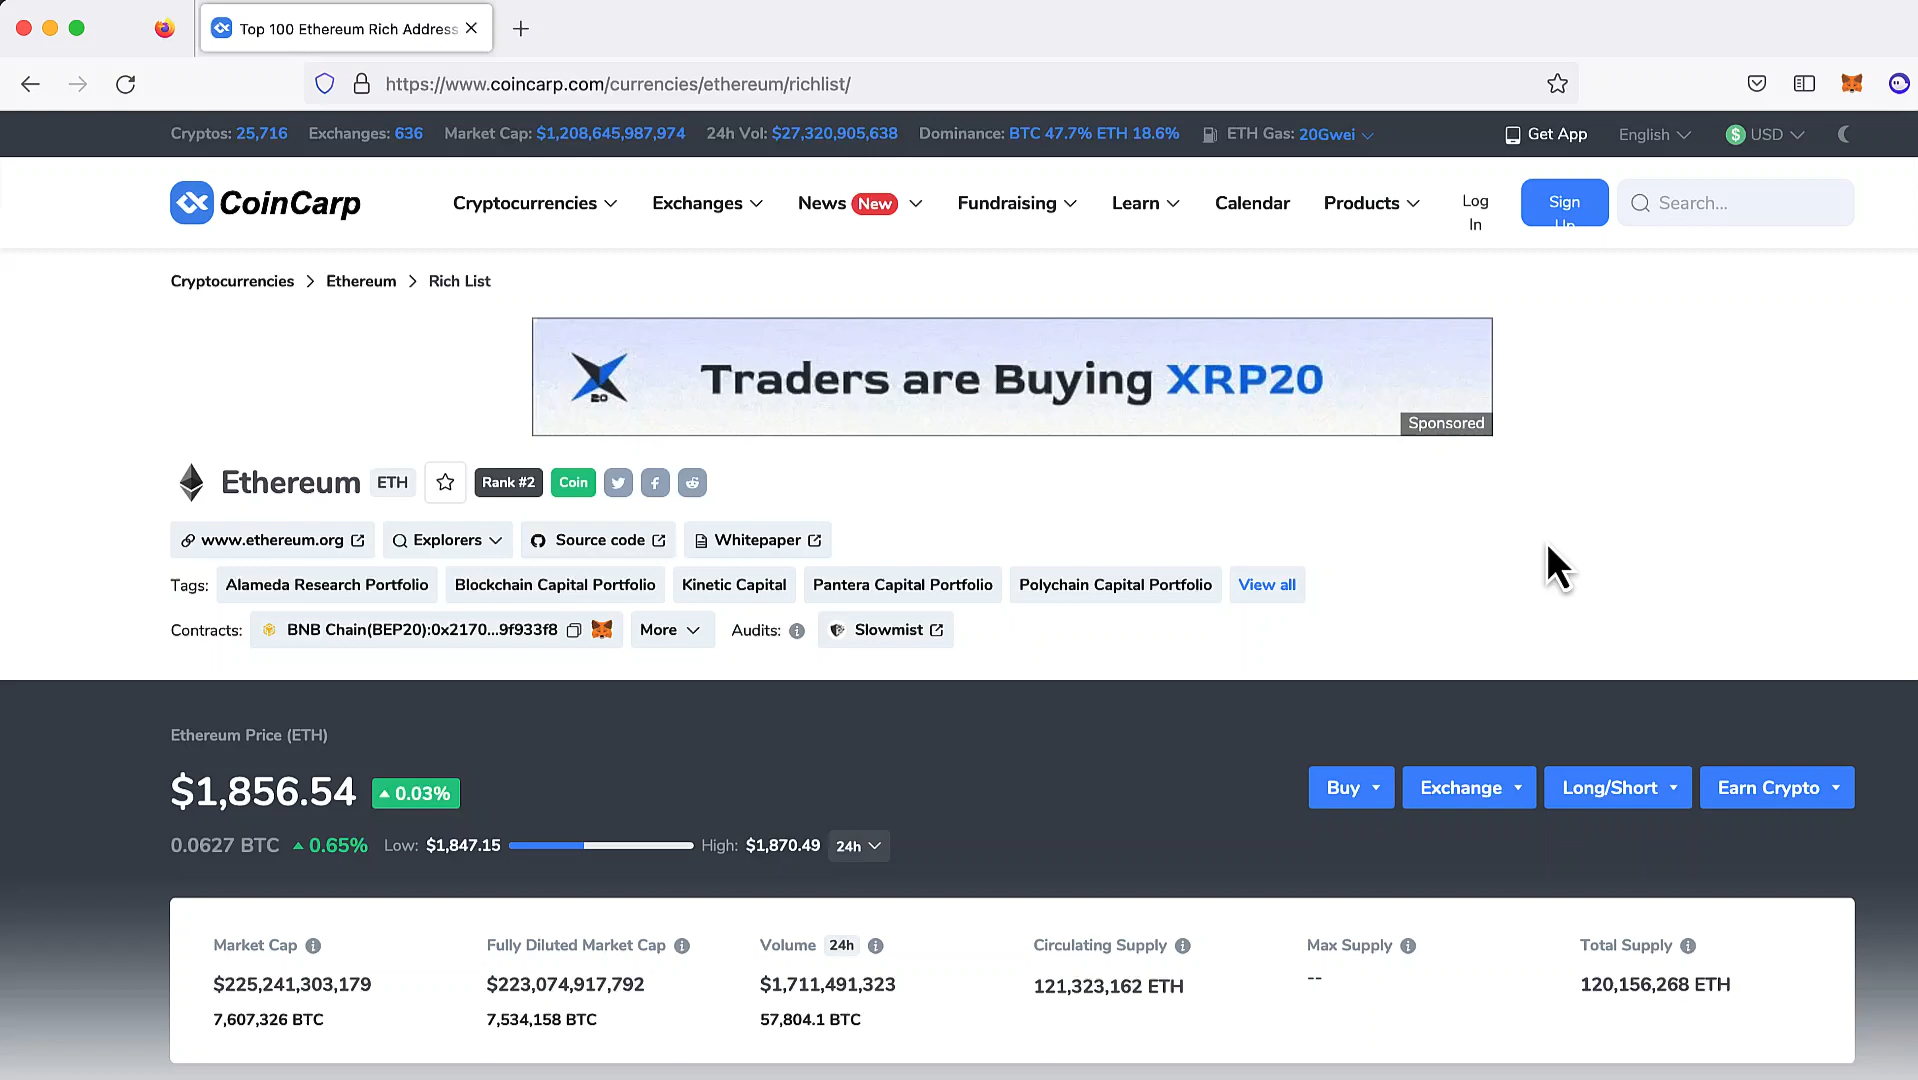 Top 100 Ethereum Rich Address
https://www.coincarp.com/currencies/ethereum/richlist/
Cryptos: 25,716 Exchanges: 636 Market Cap: $1,208,645,987,974 24h Vol: $27,320,905,638 Dominance: BTC 47.7% ETH 18.6% ETH Gas: 20Gwei Get App English $ USD
CoinCarp Cryptocurrencies Exchanges News New Fundraising Learn Calendar Products Log In Sign Up Search...
Cryptocurrencies > Ethereum > Rich List
20 Traders are Buying XRP20
Sponsored
Ethereum ETH Rank #2 Coin
www.ethereum.org Explorers Source code Whitepaper
Tags: Alameda Research Portfolio Blockchain Capital Portfolio Kinetic Capital Pantera Capital Portfolio Polychain Capital Portfolio View all
Contracts: BNB Chain(BEP20):0x2170...9f933f8 More Audits: Slowmist
Ethereum Price (ETH)
$1,856.54 0.03%
Buy Exchange Long/Short Earn Crypto
0.0627 BTC 0.65% Low: $1,847.15 High: $1,870.49 24h
Market Cap Fully Diluted Market Cap Volume 24h Circulating Supply Max Supply Total Supply
$225,241,303,179 $223,074,917,792 $1,711,491,323 121,323,162 ETH -- 120,156,268 ETH
7,607,326 BTC 7,534,158 BTC 57,804.1 BTC